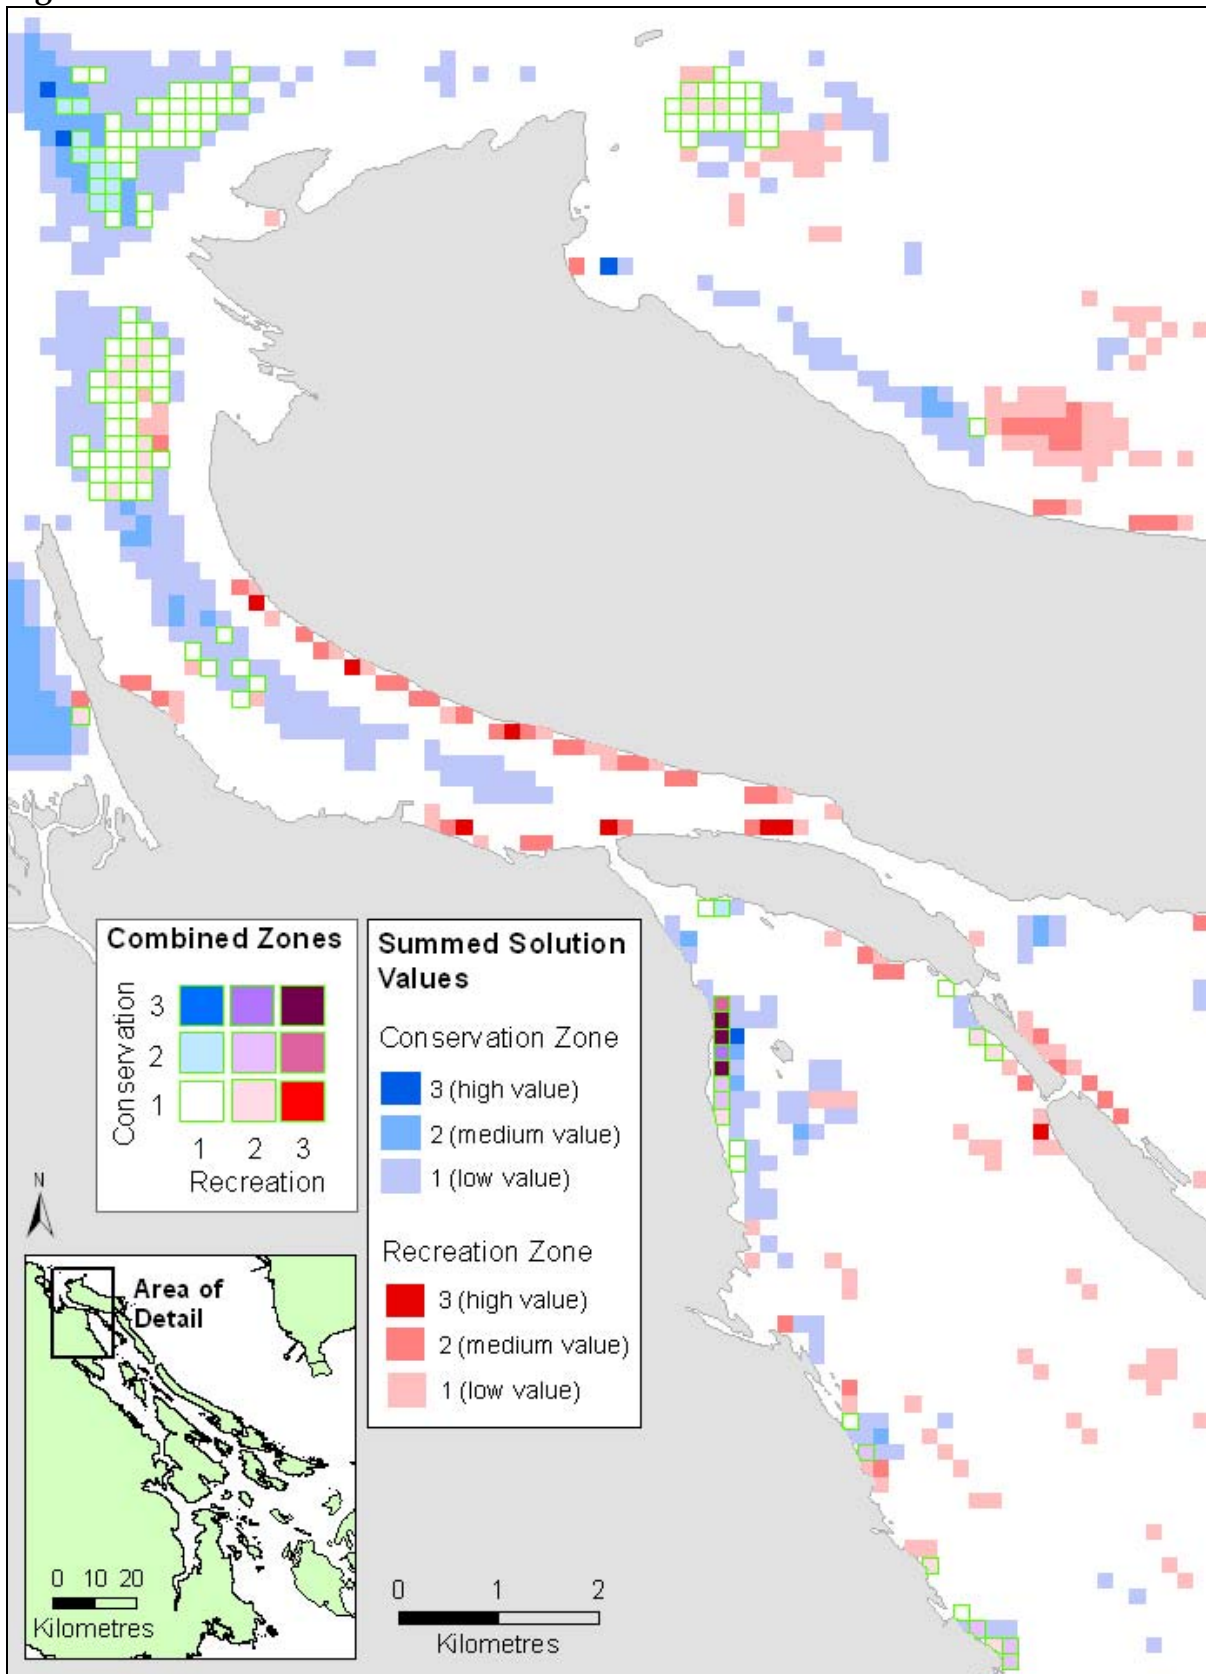 Combined Zones
Conservation
3
2
1
1 2 3
Recreation
Summed Solution
Values
Conservation Zone
3 (high value)
2 (medium value)
1 (low value)
Recreation Zone
3 (high value)
2 (medium value)
1 (low value)
N
Area of
Detail
0 10 20
Kilometres
0 1 2
Kilometres